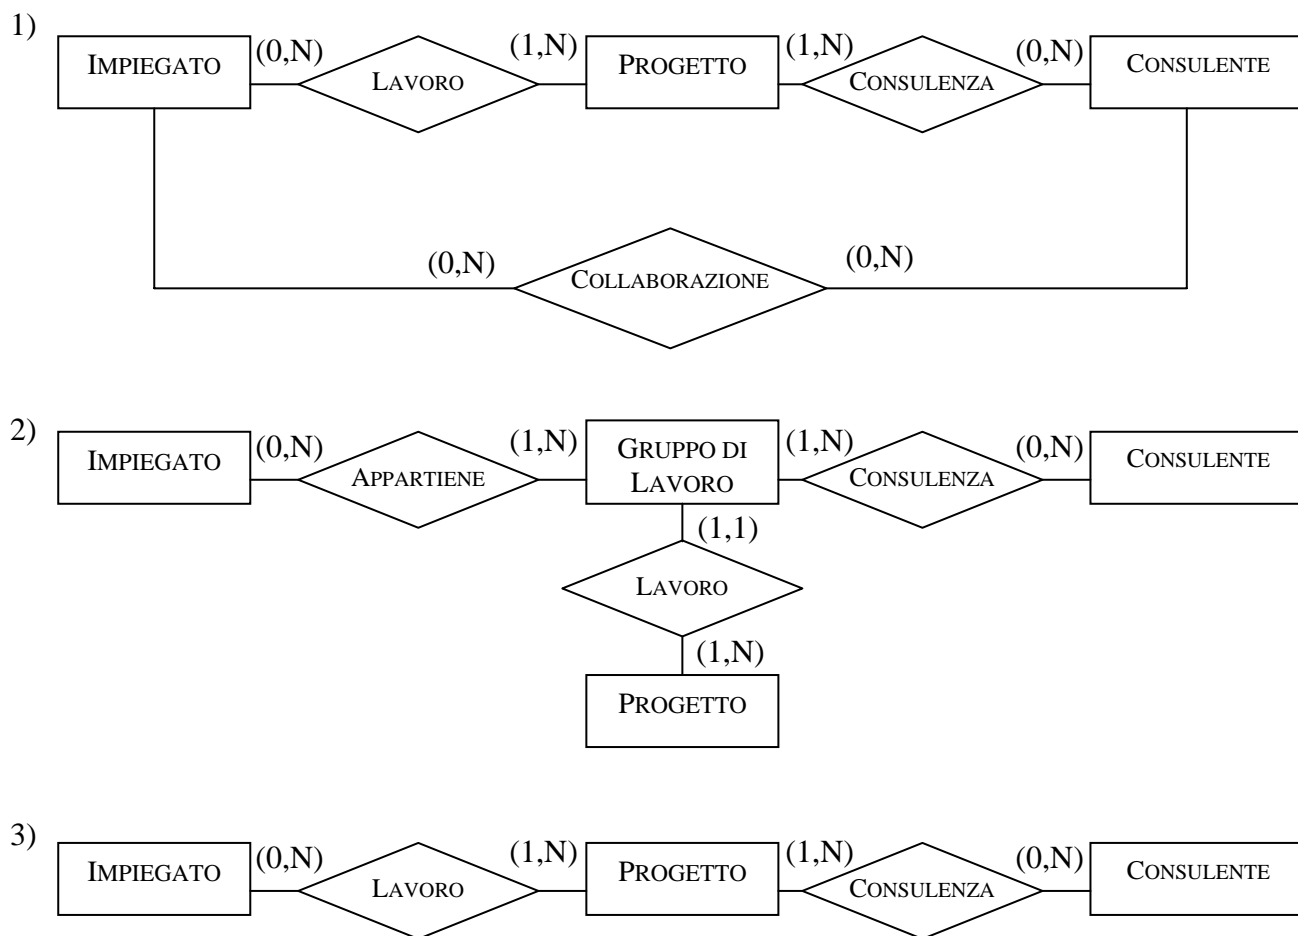 1)
(0,N) (1,N) (1,N) (0,N)
IMPIEGATO LAVORO PROGETTO CONSULENZA CONSULENTE
(0,N) COLLABORAZIONE (0,N)
2)
(0,N) (1,N) (1,N) (0,N)
IMPIEGATO APPARTIENE GRUPPO DI CONSULENZA CONSULENTE
LAVORO
(1,1)
LAVORO
(1,N)
PROGETTO
3)
(0,N) (1,N) (1,N) (0,N)
IMPIEGATO LAVORO PROGETTO CONSULENZA CONSULENTE